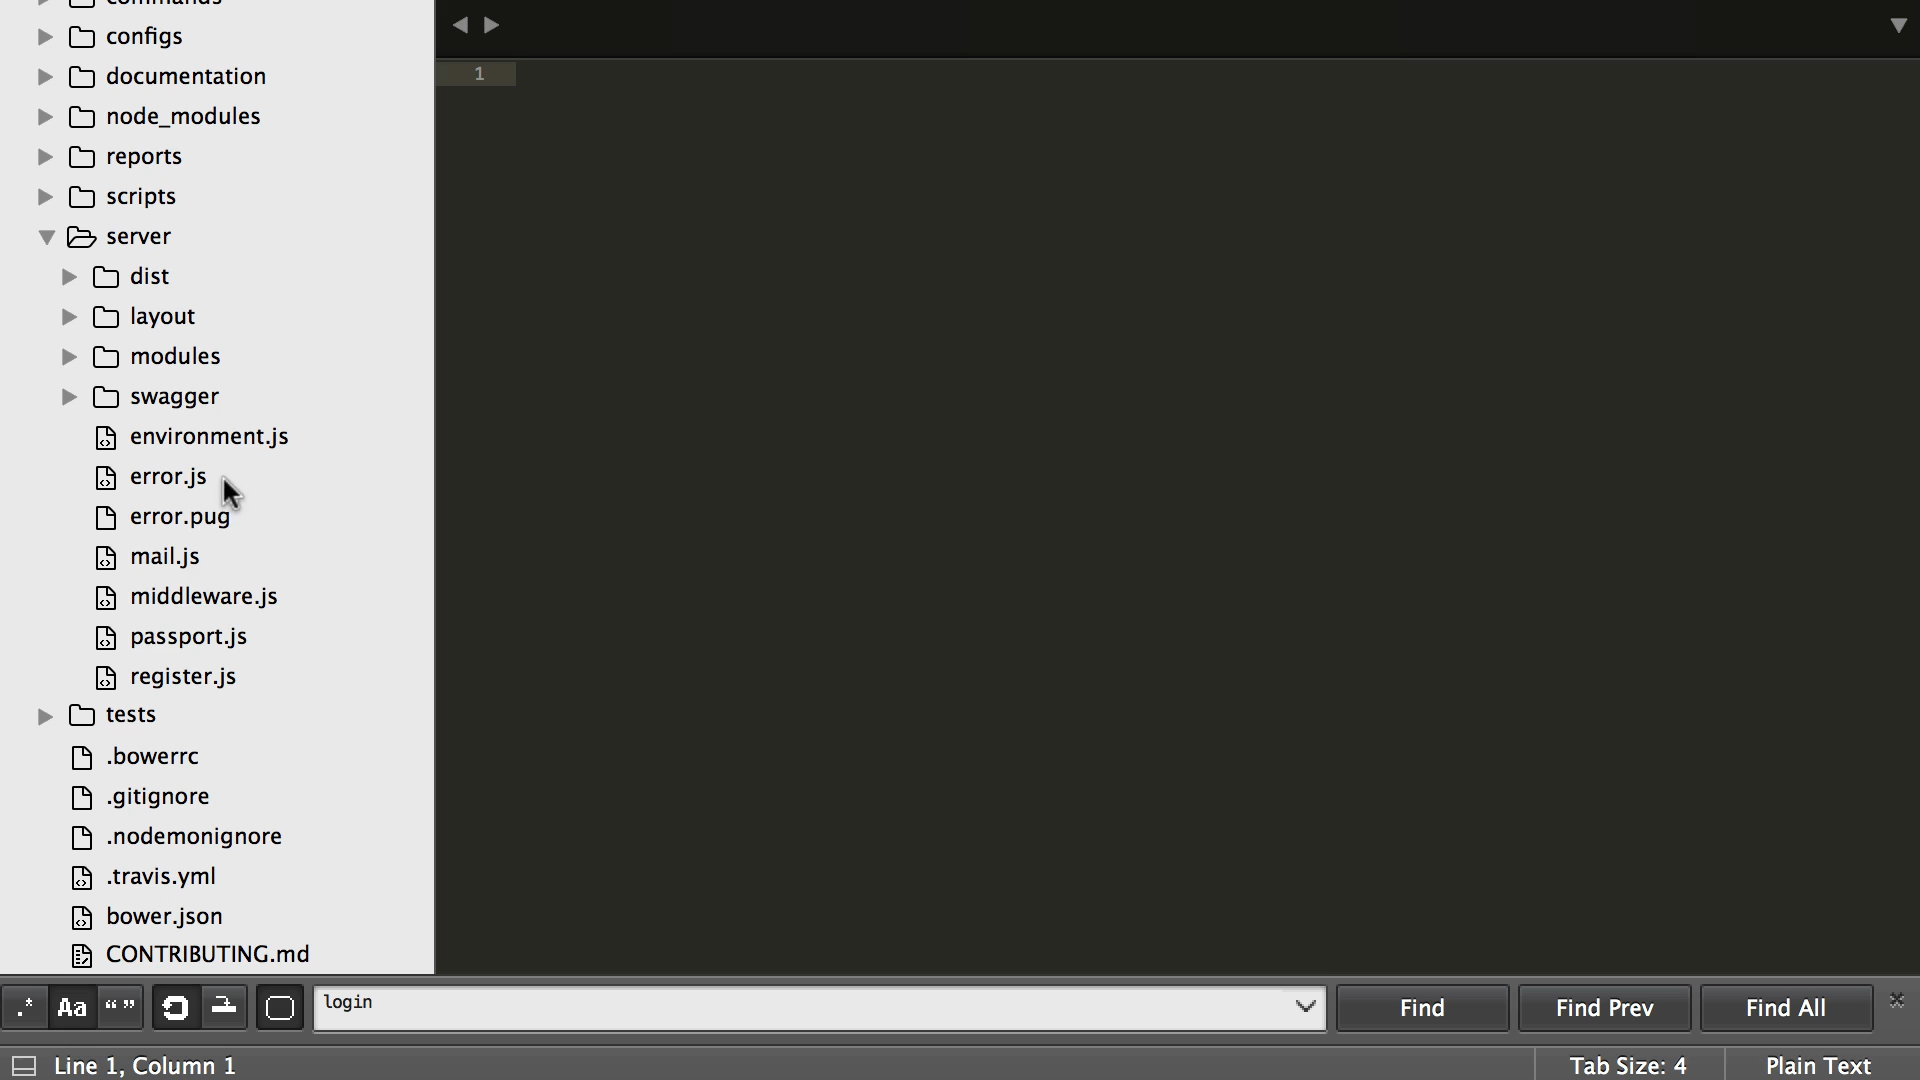 commands
configs
documentation
node_modules
reports
scripts
server
dist
layout
modules
swagger
environment.js
error.js
error.pug
mail.js
middleware.js
passport.js
register.js
tests
.bowerrc
.gitignore
.nodemonignore
.travis.yml
bower.json
CONTRIBUTING.md
1
.* Aa “” login Find Find Prev Find All
Line 1, Column 1 Tab Size: 4 Plain Text